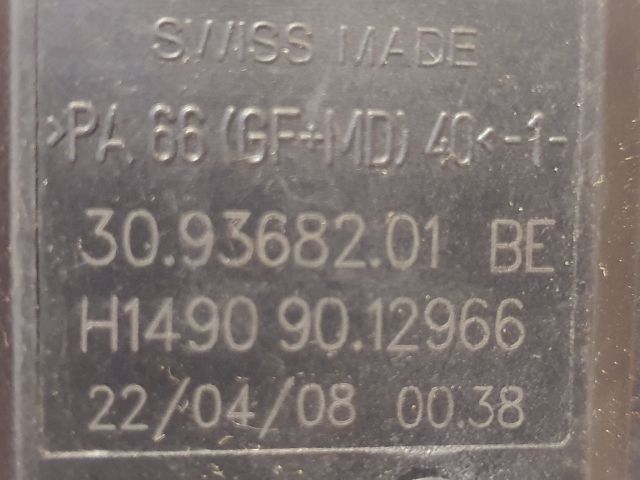 SWISS MADE
>PA 66 (GF+MD) 40<-1-
30.93682.01 BE
H1490 90.12966
22/04/08 00.38